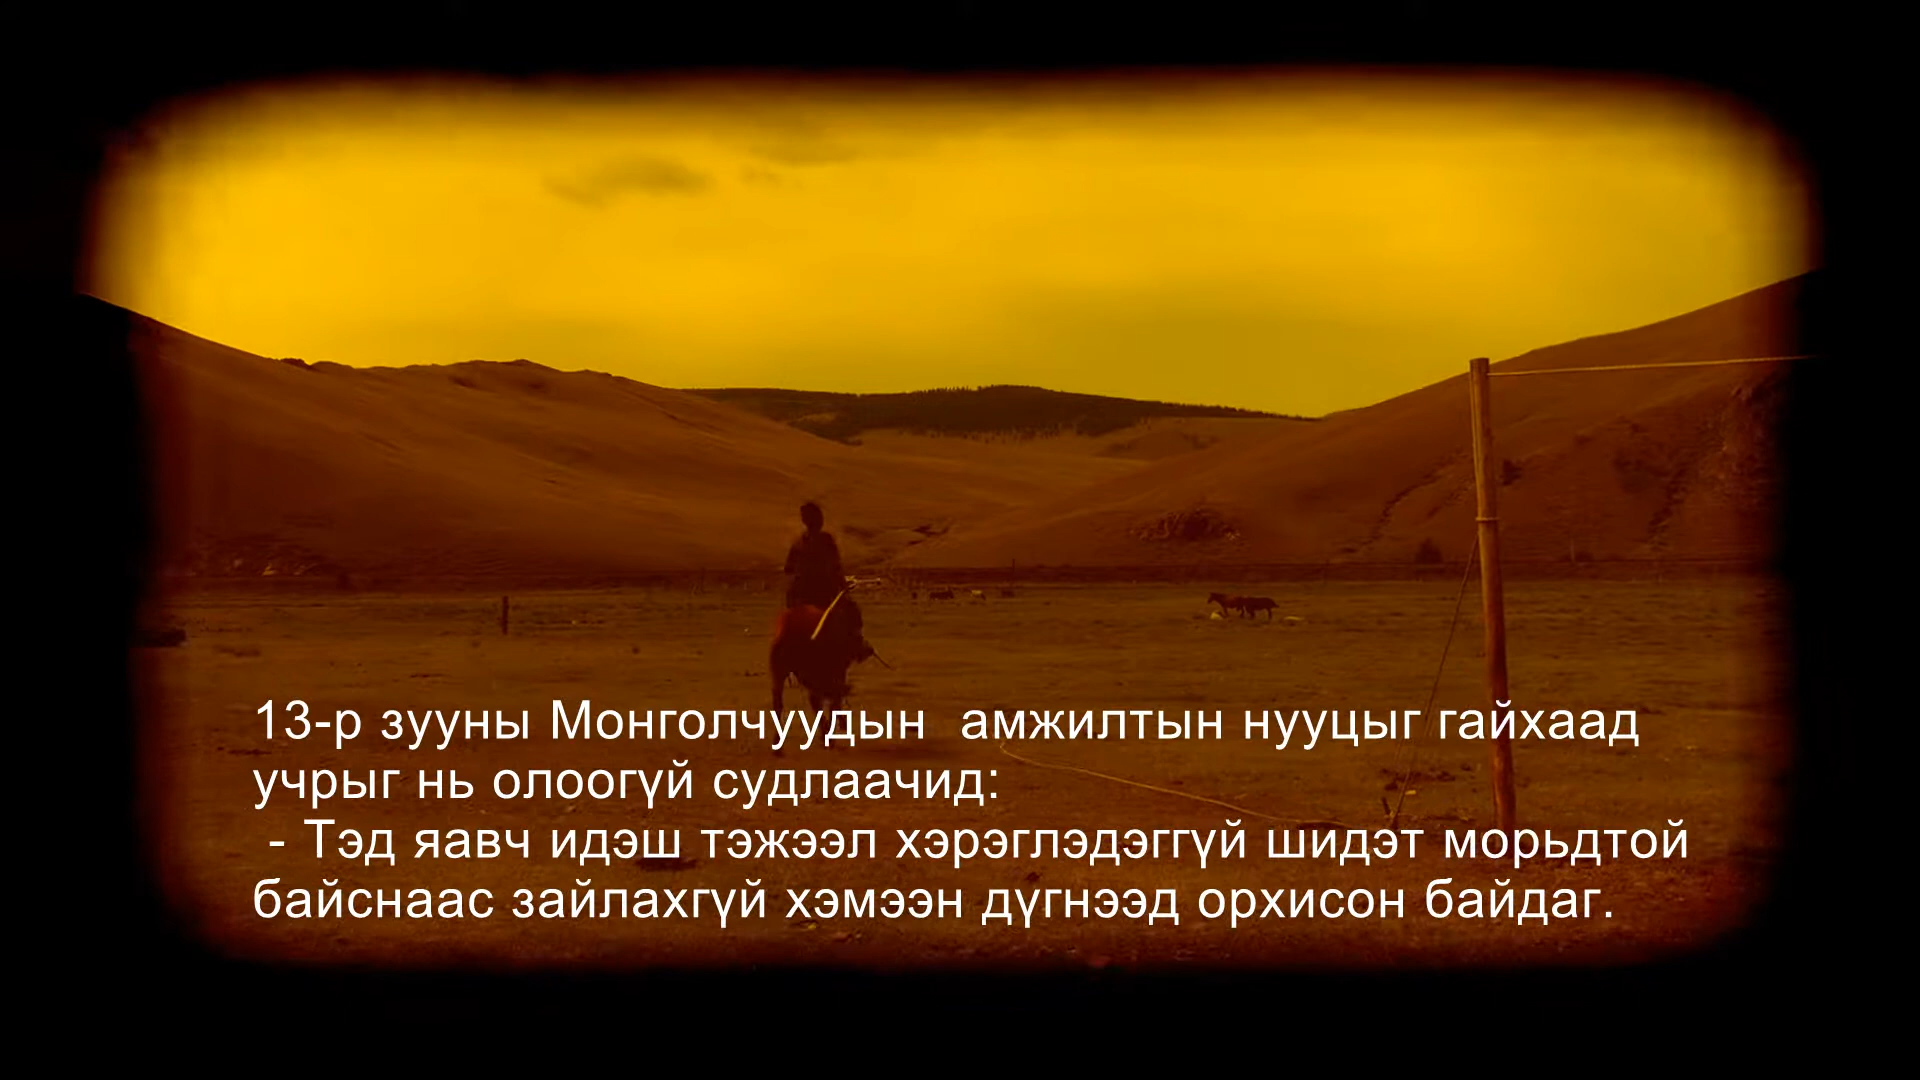 13-р зууны Монголчуудын  амжилтын нууцыг гайхаад
учрыг нь олоогүй судлаачид:
- Тэд яавч идэш тэжээл хэрэглэдэггүй шидэт морьдтой
байснаас зайлахгүй хэмээн дүгнээд орхисон байдаг.